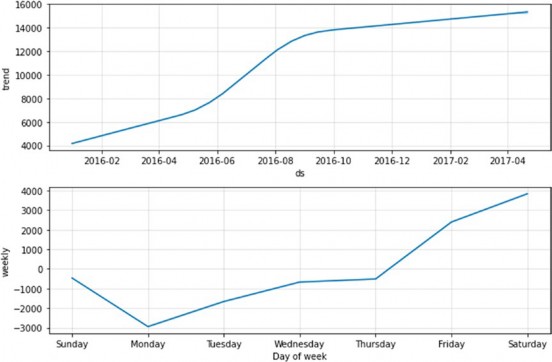 16000
14000
12000
10000
8000
6000
4000
trend
2016-02 2016-04 2016-06 2016-08 2016-10 2016-12 2017-02 2017-04
ds
4000
3000
2000
1000
0
−1000
−2000
−3000
weekly
Sunday Monday Tuesday Wednesday Thursday Friday Saturday
Day of week